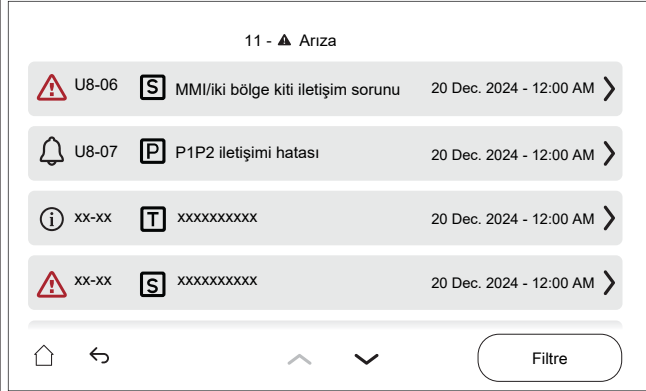 11 - Arıza
U8-06 S MMI/iki bölge kiti iletişim sorunu 20 Dec. 2024 - 12:00 AM
U8-07 P P1P2 iletişimi hatası 20 Dec. 2024 - 12:00 AM
xx-xx T xxxxxxxxxx 20 Dec. 2024 - 12:00 AM
xx-xx S xxxxxxxxxx 20 Dec. 2024 - 12:00 AM
Filtre